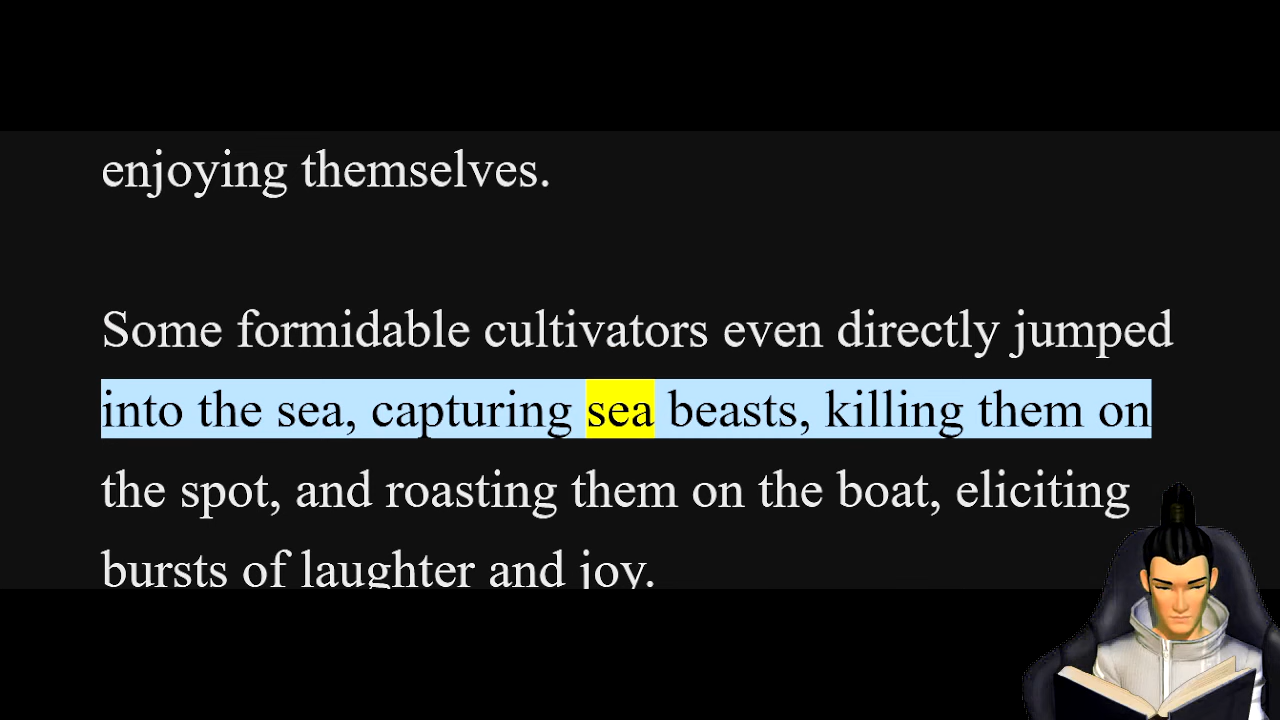 enjoying themselves.
Some formidable cultivators even directly jumped
into the sea, capturing sea beasts, killing them on
the spot, and roasting them on the boat, eliciting
bursts of laughter and joy.